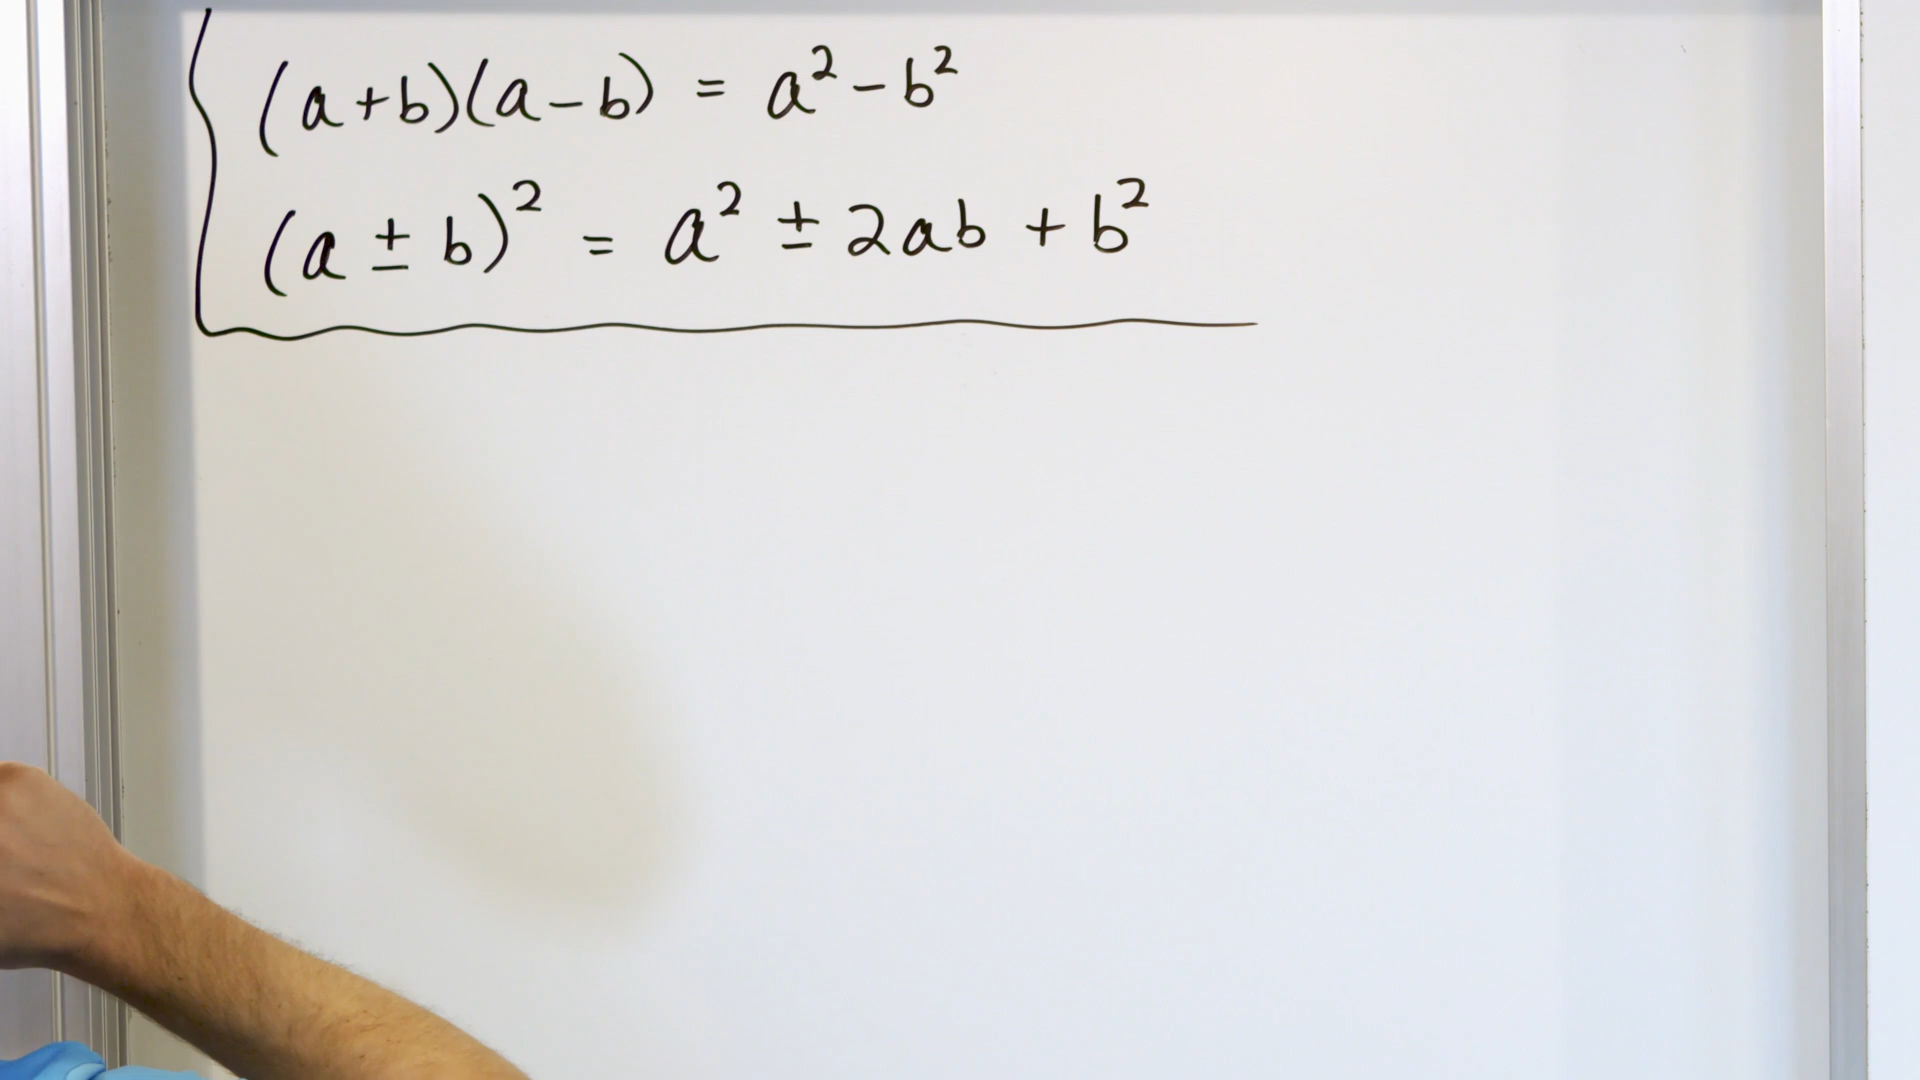 (a+b)(a-b) = a² - b²
(a ± b)² = a² ± 2ab + b²